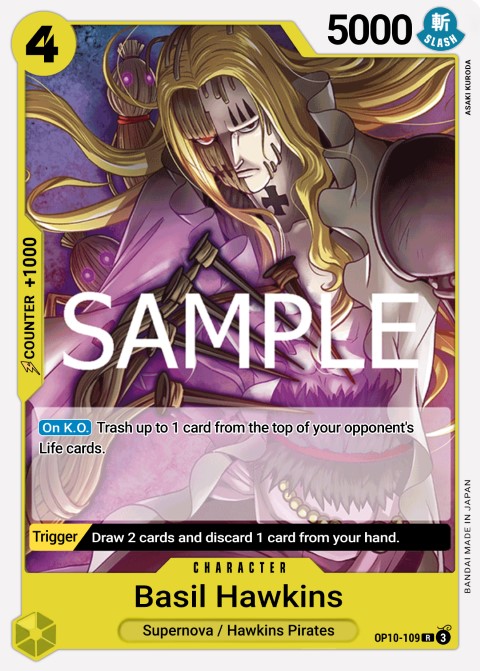 4
5000
斬
SLASH
ASAKI KURODA
COUNTER +1000
SAMPLE
On K.O. Trash up to 1 card from the top of your opponent's
Life cards.
Trigger Draw 2 cards and discard 1 card from your hand.
CHARACTER
Basil Hawkins
Supernova / Hawkins Pirates
OP10-109 R 3
BANDAI MADE IN JAPAN